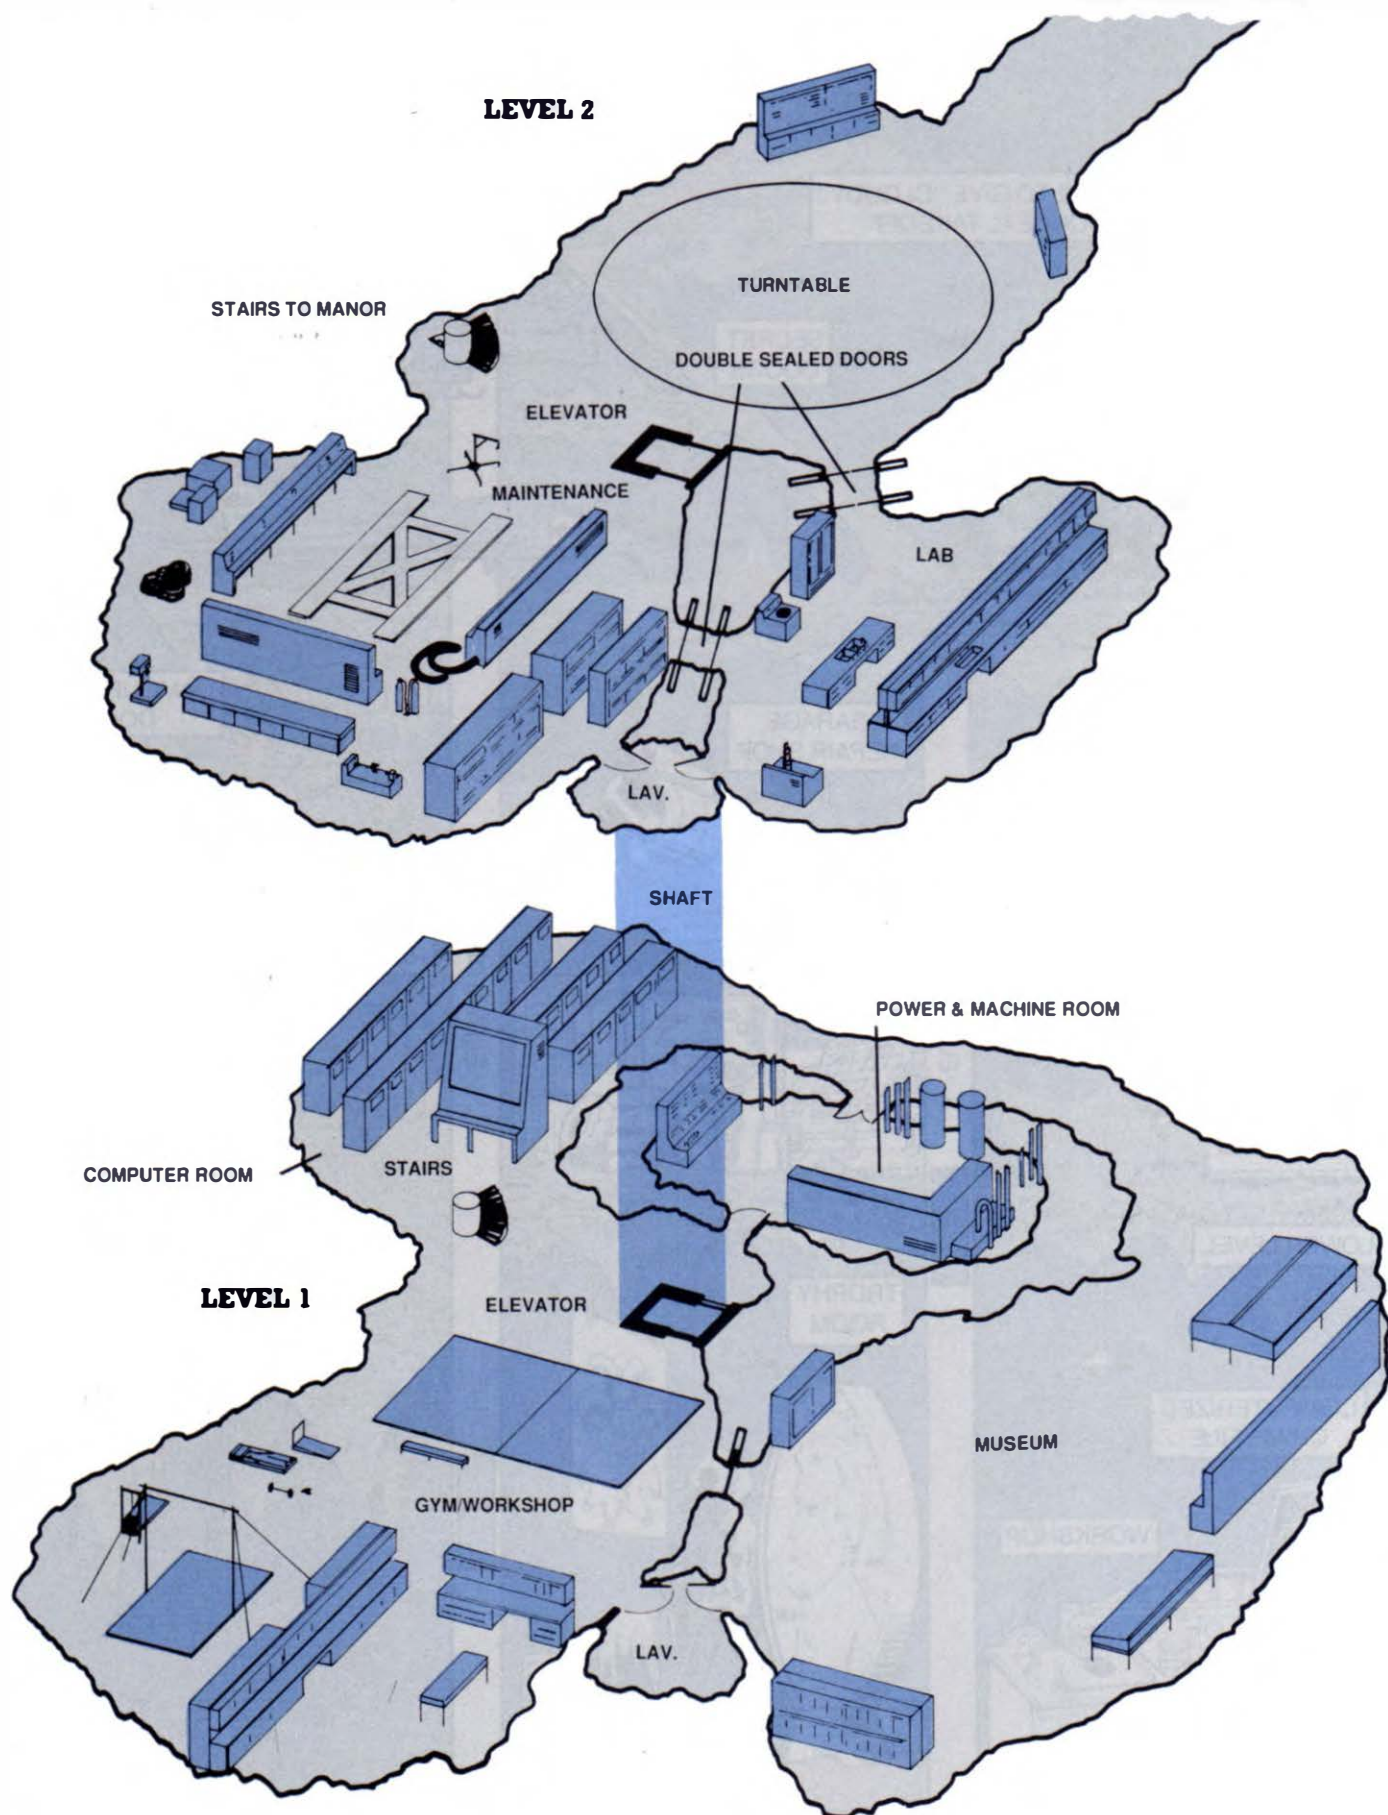 LEVEL 2
TURNTABLE
STAIRS TO MANOR
DOUBLE SEALED DOORS
ELEVATOR
MAINTENANCE
LAB
LAV.
SHAFT
POWER & MACHINE ROOM
COMPUTER ROOM
STAIRS
LEVEL 1
ELEVATOR
MUSEUM
GYM/WORKSHOP
LAV.